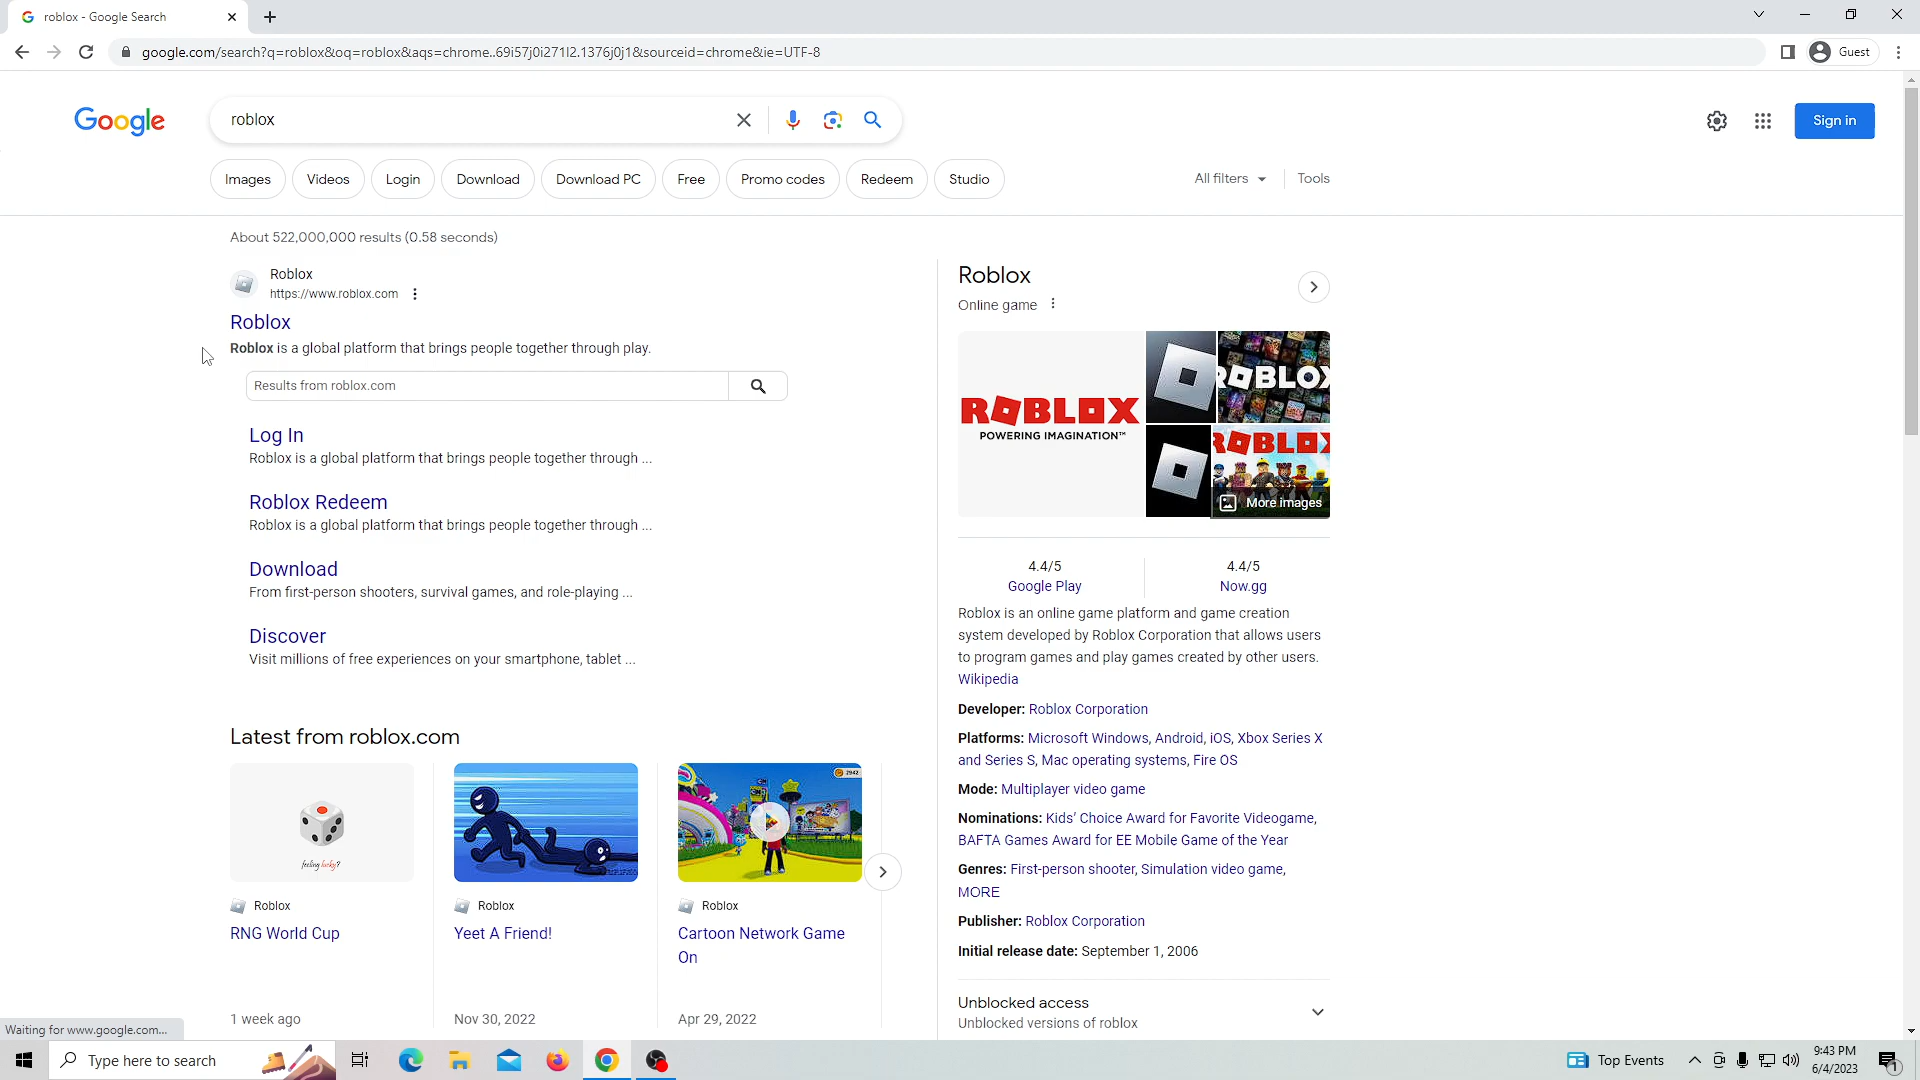 roblox - Google Search
google.com/search?q=roblox&oq=roblox&aqs=chrome..69i57j0i271l2.1376j0j1&sourceid=chrome&ie=UTF-8
Guest
Google
roblox
Sign in
Images
Videos
Login
Download
Download PC
Free
Promo codes
Redeem
Studio
All filters
Tools
About 522,000,000 results (0.58 seconds)
Roblox
https://www.roblox.com
Roblox
Roblox is a global platform that brings people together through play.
Results from roblox.com
Log In
Roblox is a global platform that brings people together through ...
Roblox Redeem
Roblox is a global platform that brings people together through ...
Download
From first-person shooters, survival games, and role-playing ...
Discover
Visit millions of free experiences on your smartphone, tablet ...
Latest from roblox.com
feeling lucky?
2942
Roblox
RNG World Cup
1 week ago
Roblox
Yeet A Friend!
Nov 30, 2022
Roblox
Cartoon Network Game
On
Apr 29, 2022
Roblox
Online game
ROBLOX
POWERING IMAGINATION™
ROBLOX
ROBLOX
More images
4.4/5
Google Play
4.4/5
Now.gg
Roblox is an online game platform and game creation
system developed by Roblox Corporation that allows users
to program games and play games created by other users.
Wikipedia
Developer: Roblox Corporation
Platforms: Microsoft Windows, Android, iOS, Xbox Series X
and Series S, Mac operating systems, Fire OS
Mode: Multiplayer video game
Nominations: Kids' Choice Award for Favorite Videogame,
BAFTA Games Award for EE Mobile Game of the Year
Genres: First-person shooter, Simulation video game,
MORE
Publisher: Roblox Corporation
Initial release date: September 1, 2006
Unblocked access
Unblocked versions of roblox
Waiting for www.google.com...
Type here to search
Top Events
9:43 PM
6/4/2023
1